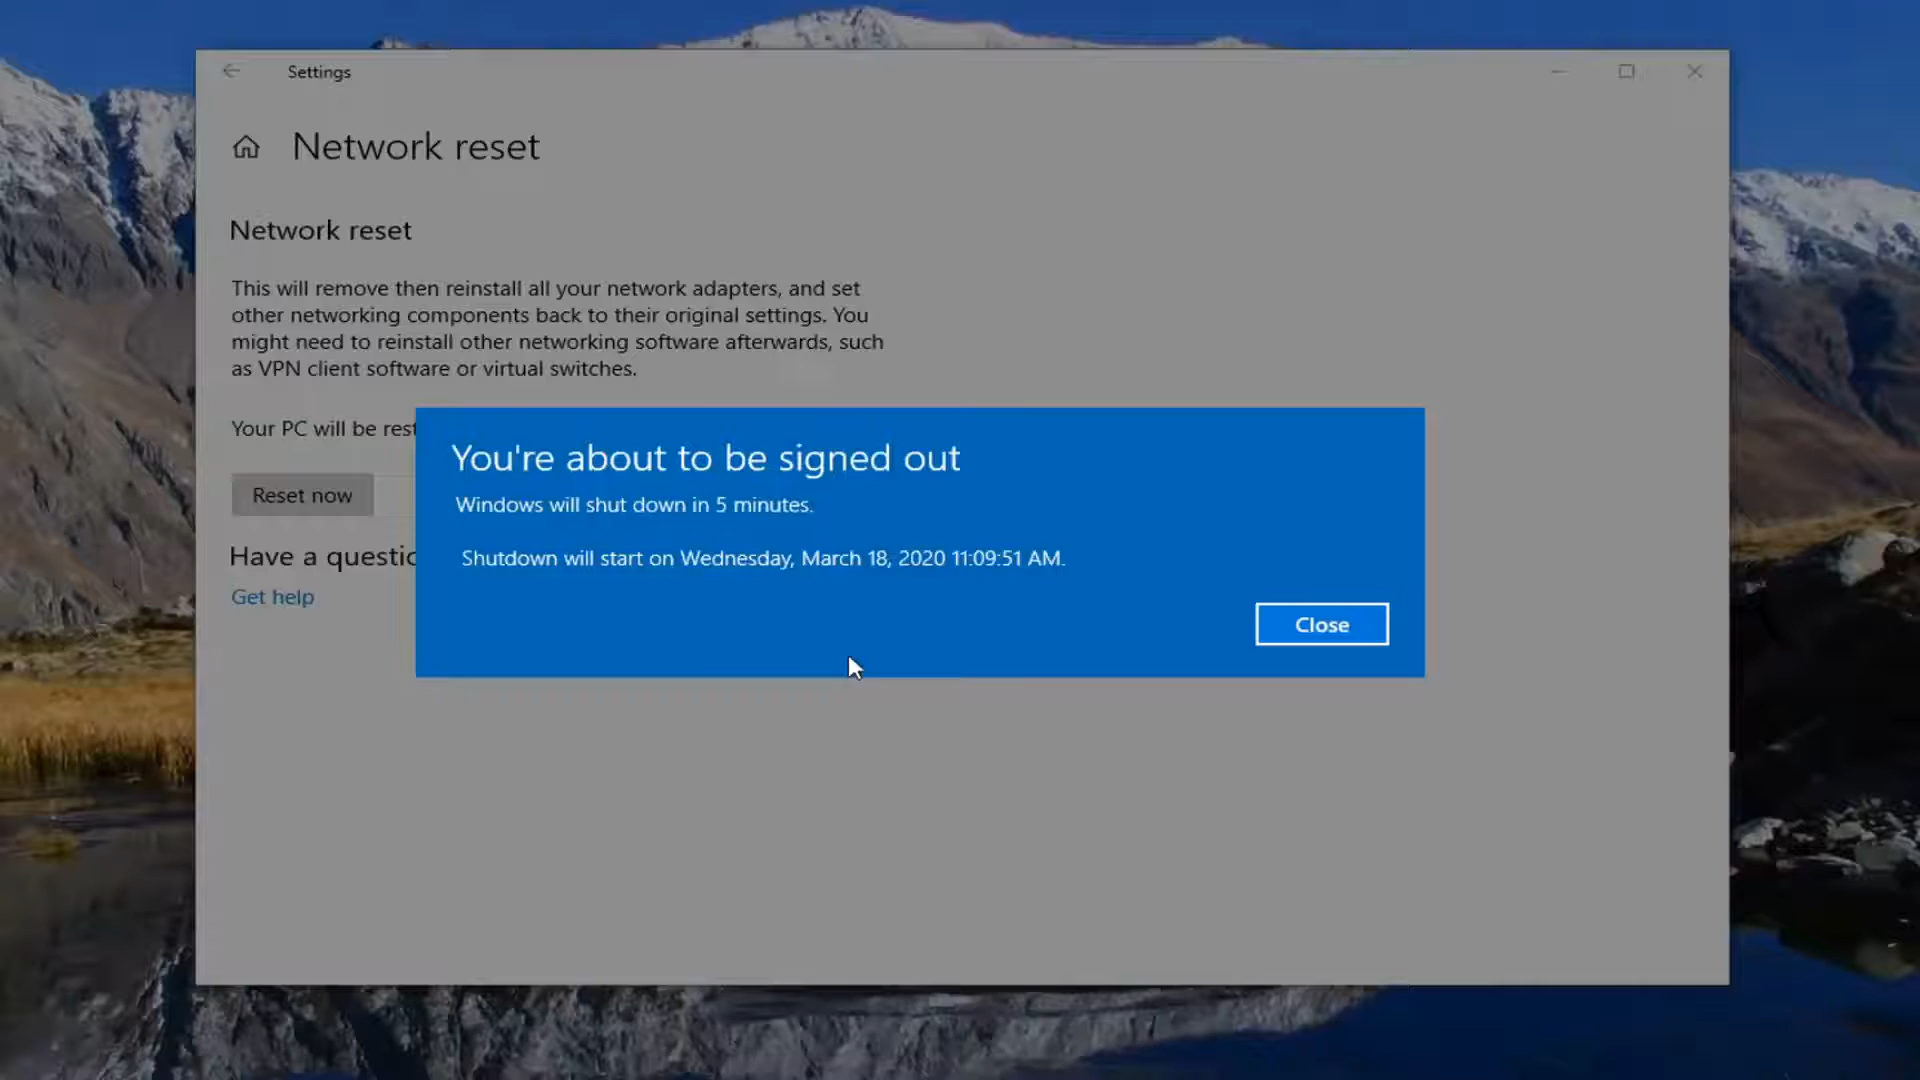 Settings
Network reset
Network reset
This will remove then reinstall all your network adapters, and set
other networking components back to their original settings. You
might need to reinstall other networking software afterwards, such
as VPN client software or virtual switches.
Your PC will be rest
You're about to be signed out
Windows will shut down in 5 minutes.
Reset now
Shutdown will start on Wednesday, March 18, 2020 11:09:51 AM.
Have a questio
Get help
Close